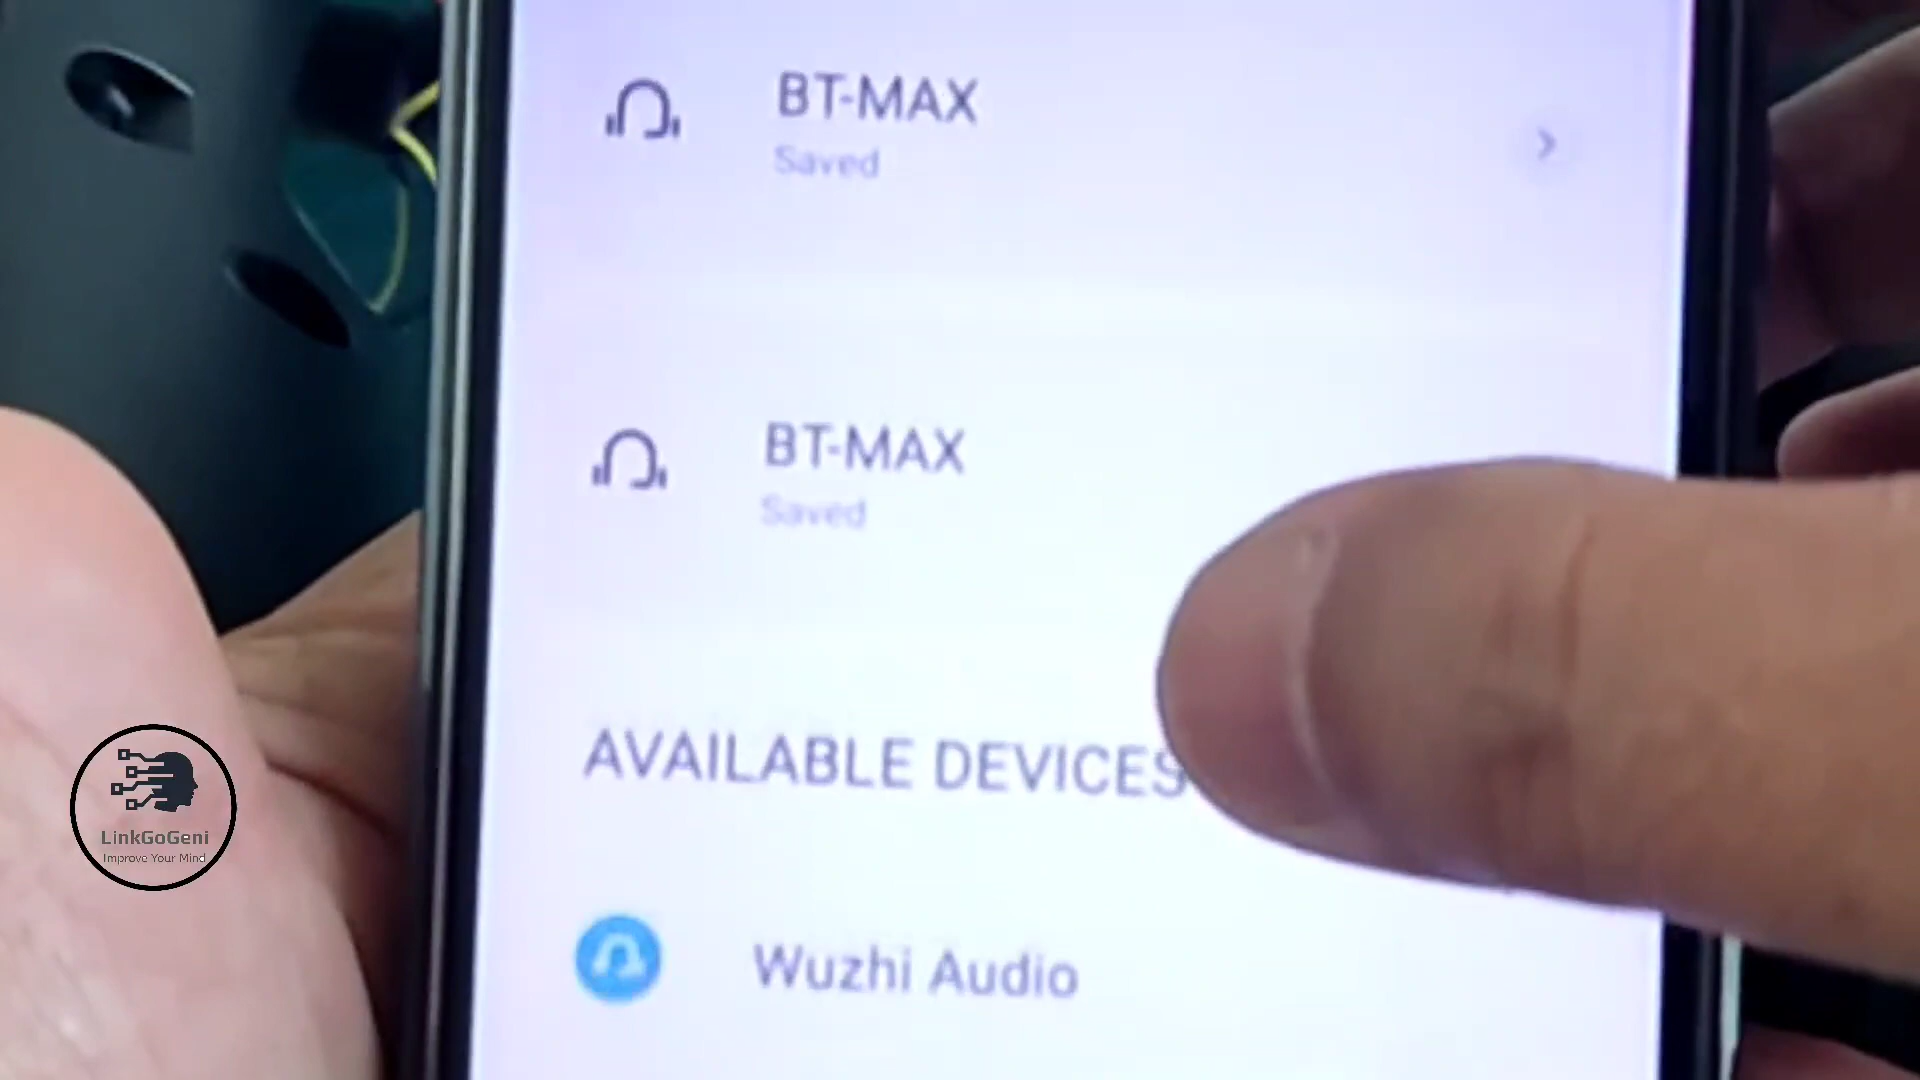 BT-MAX
Saved
BT-MAX
Saved
AVAILABLE DEVICES
Wuzhi Audio
LinkGoGeni
Improve Your Mind